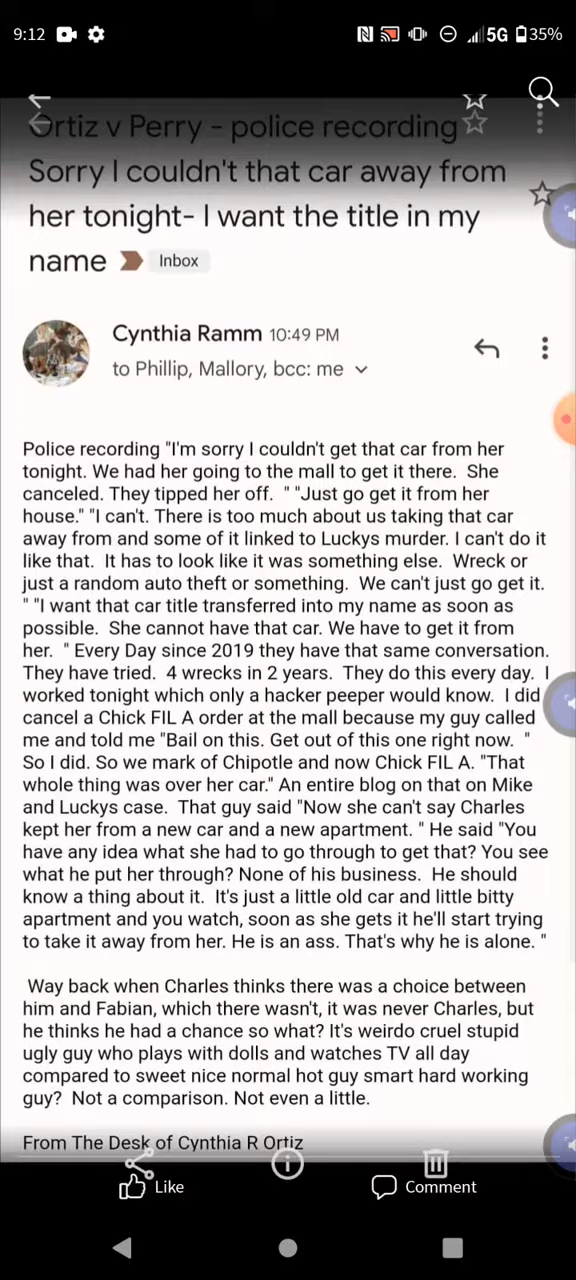 9:12 5G 35%
Ortiz v Perry - police recording
Sorry I couldn't that car away from
her tonight- I want the title in my
name Inbox
Cynthia Ramm 10:49 PM
to Phillip, Mallory, bcc: me
Police recording "I'm sorry I couldn't get that car from her
tonight. We had her going to the mall to get it there.  She
canceled. They tipped her off.  " "Just go get it from her
house." "I can't. There is too much about us taking that car
away from and some of it linked to Luckys murder. I can't do it
like that.  It has to look like it was something else.  Wreck or
just a random auto theft or something.  We can't just go get it.
" "I want that car title transferred into my name as soon as
possible.  She cannot have that car. We have to get it from
her.  " Every Day since 2019 they have that same conversation.
They have tried.  4 wrecks in 2 years.  They do this every day.  I
worked tonight which only a hacker peeper would know.  I did
cancel a Chick FIL A order at the mall because my guy called
me and told me "Bail on this. Get out of this one right now.  "
So I did. So we mark of Chipotle and now Chick FIL A. "That
whole thing was over her car." An entire blog on that on Mike
and Luckys case.  That guy said "Now she can't say Charles
kept her from a new car and a new apartment. " He said "You
have any idea what she had to go through to get that? You see
what he put her through? None of his business.  He should
know a thing about it.  It's just a little old car and little bitty
apartment and you watch, soon as she gets it he'll start trying
to take it away from her. He is an ass. That's why he is alone. "
Way back when Charles thinks there was a choice between
him and Fabian, which there wasn't, it was never Charles, but
he thinks he had a chance so what? It's weirdo cruel stupid
ugly guy who plays with dolls and watches TV all day
compared to sweet nice normal hot guy smart hard working
guy?  Not a comparison. Not even a little.
From The Desk of Cynthia R Ortiz
Like Comment